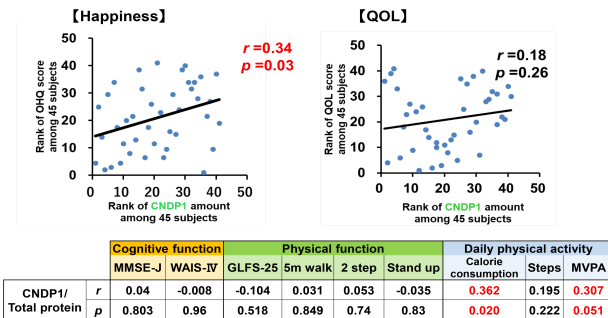 【Happiness】
【QOL】
50
40
30
20
10
0
Rank of OHQ score
among 45 subjects
r=0.34
p=0.03
0 10 20 30 40 50
Rank of CNDP1 amount
among 45 subjects
50
40
30
20
10
0
Rank of QOL score
among 45 subjects
r=0.18
p=0.26
0 10 20 30 40 50
Rank of CNDP1 amount
among 45 subjects
Cognitive function Physical function Daily physical activity
MMSE-J WAIS-Ⅳ GLFS-25 5m walk 2 step Stand up Calorie consumption Steps MVPA
CNDP1/
Total protein
r 0.04 -0.008 -0.104 0.031 0.053 -0.035 0.362 0.195 0.307
p 0.803 0.96 0.518 0.849 0.74 0.83 0.020 0.222 0.051